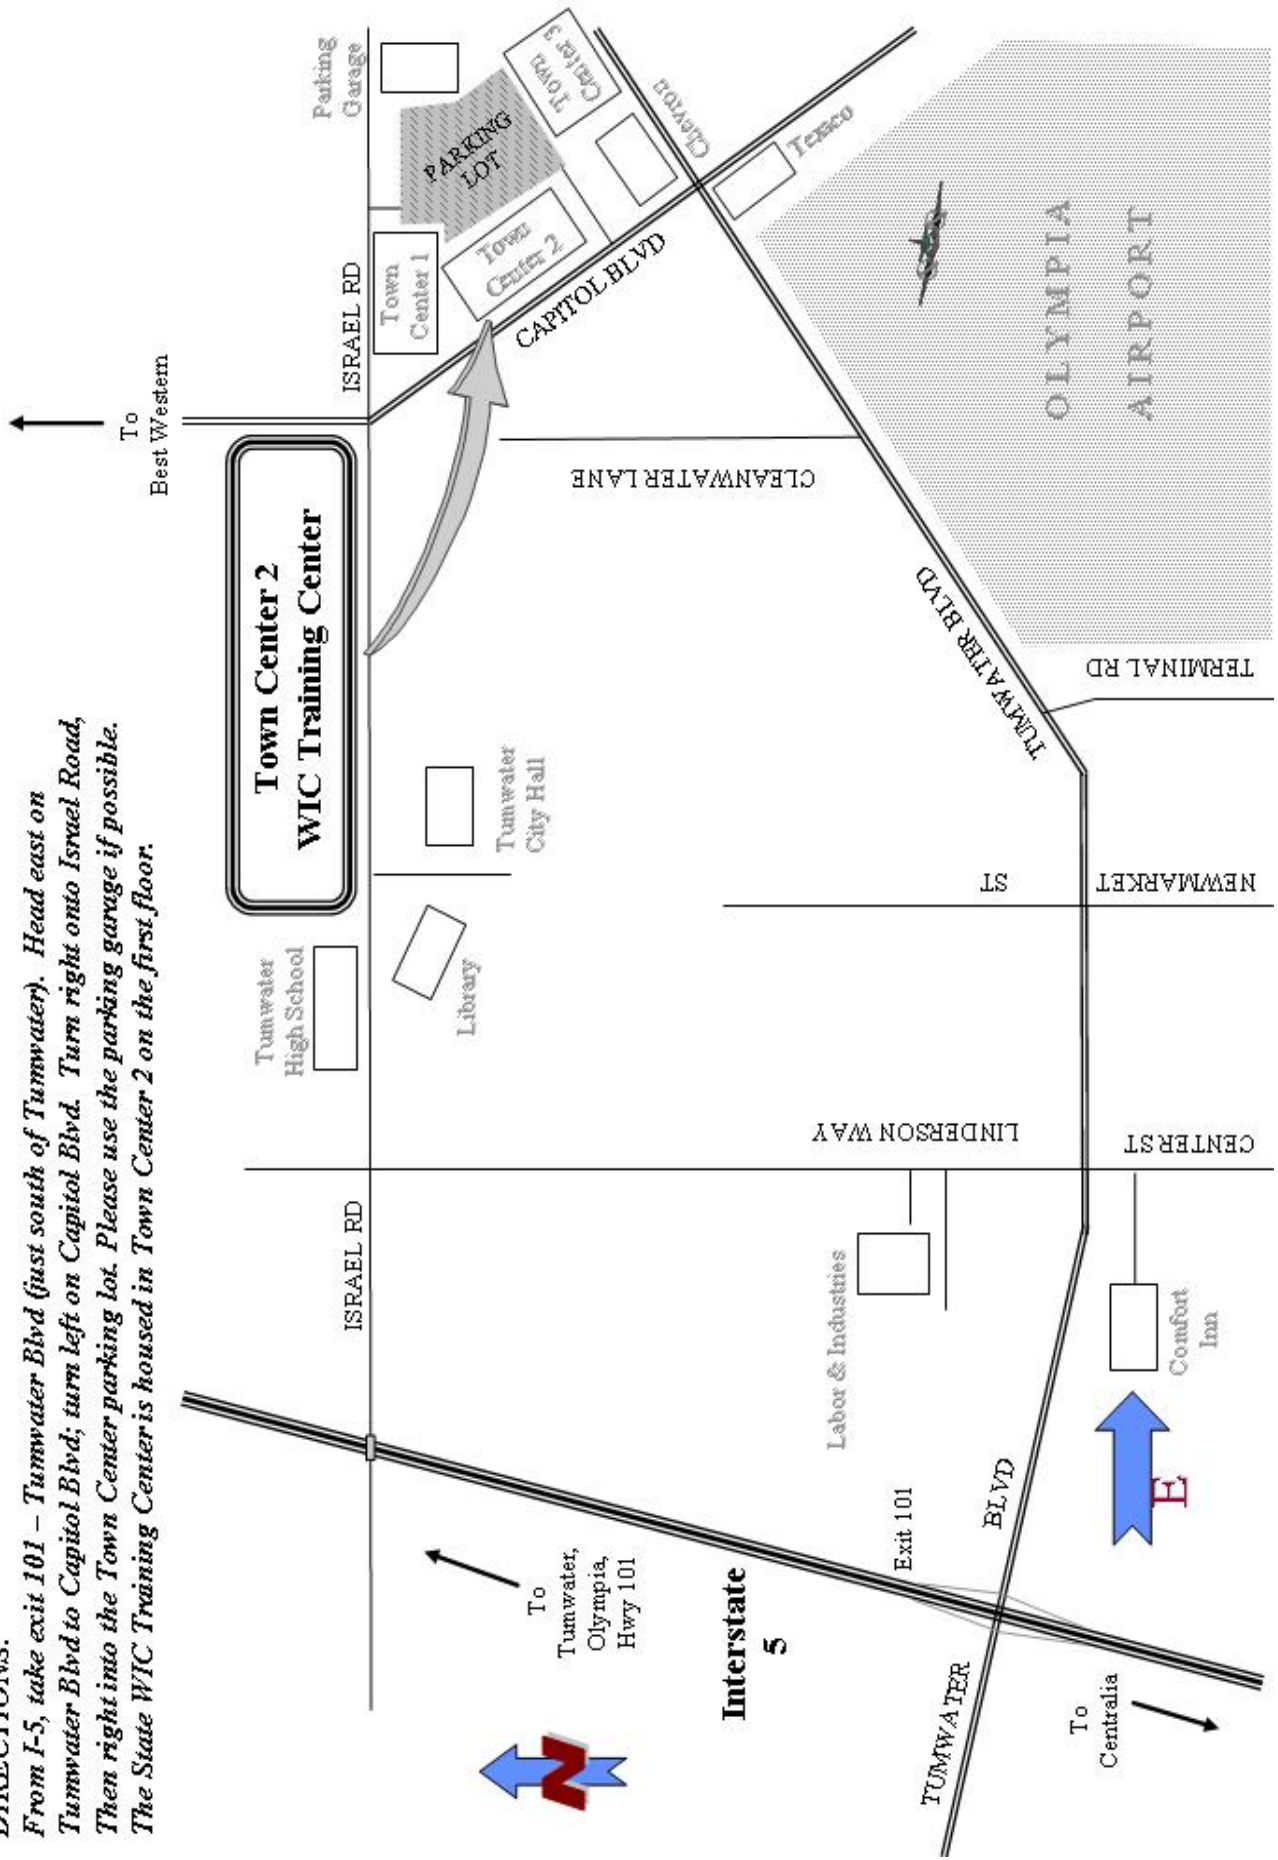 DIRECTIONS:
From I-5, take exit 101 – Tumwater Blvd (just south of Tumwater). Head east on
Tumwater Blvd to Capitol Blvd; turn left on Capitol Blvd. Turn right onto Israel Road,
Then right into the Town Center parking lot. Please use the parking garage if possible.
The State WIC Training Center is housed in Town Center 2 on the first floor.
To
Best Western
Town Center 2
WIC Training Center
Tumwater
High School
ISRAEL RD
ISRAEL RD
Parking
Garage
Town
Center 1
PARKING
LOT
Town
Center 2
Town
Center 3
Chevron
Texaco
CAPITOL BLVD
Library
Tumwater
City Hall
CLEANWATER LANE
N
To
Tumwater,
Olympia,
Hwy 101
Interstate
5
Labor & Industries
LINDERSON WAY
NEWMARKET
ST
TUMWATER BLVD
Exit 101
TUMWATER
BLVD
CENTER ST
TERMINAL RD
OLYMPIA
AIRPORT
To
Centralia
E
Comfort
Inn